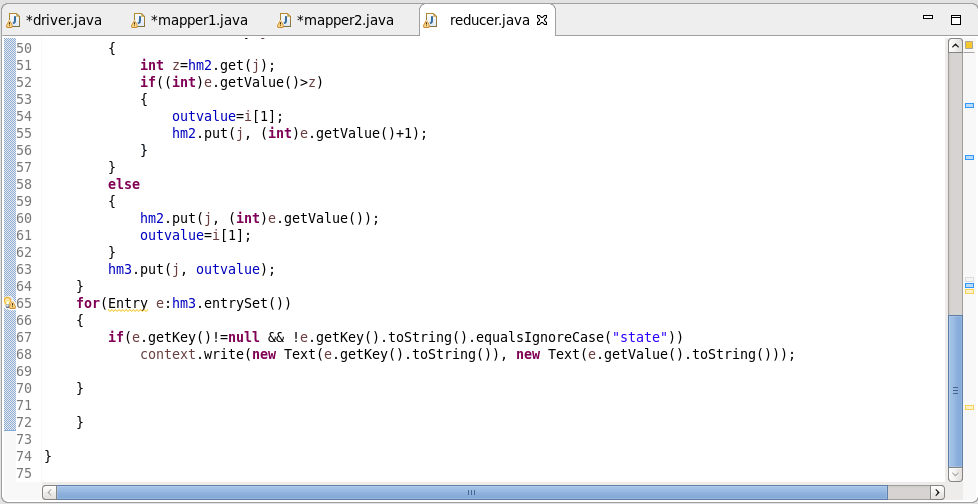 *driver.java *mapper1.java *mapper2.java reducer.java
50 {
51 int z=hm2.get(j);
52 if((int)e.getValue()>z)
53 {
54 outvalue=i[1];
55 hm2.put(j, (int)e.getValue()+1);
56 }
57 }
58 else
59 {
60 hm2.put(j, (int)e.getValue());
61 outvalue=i[1];
62 }
63 hm3.put(j, outvalue);
64 }
65 for(Entry e:hm3.entrySet())
66 {
67 if(e.getKey()!=null && !e.getKey().toString().equalsIgnoreCase("state"))
68 context.write(new Text(e.getKey().toString()), new Text(e.getValue().toString()));
69
70 }
71
72 }
73
74 }
75